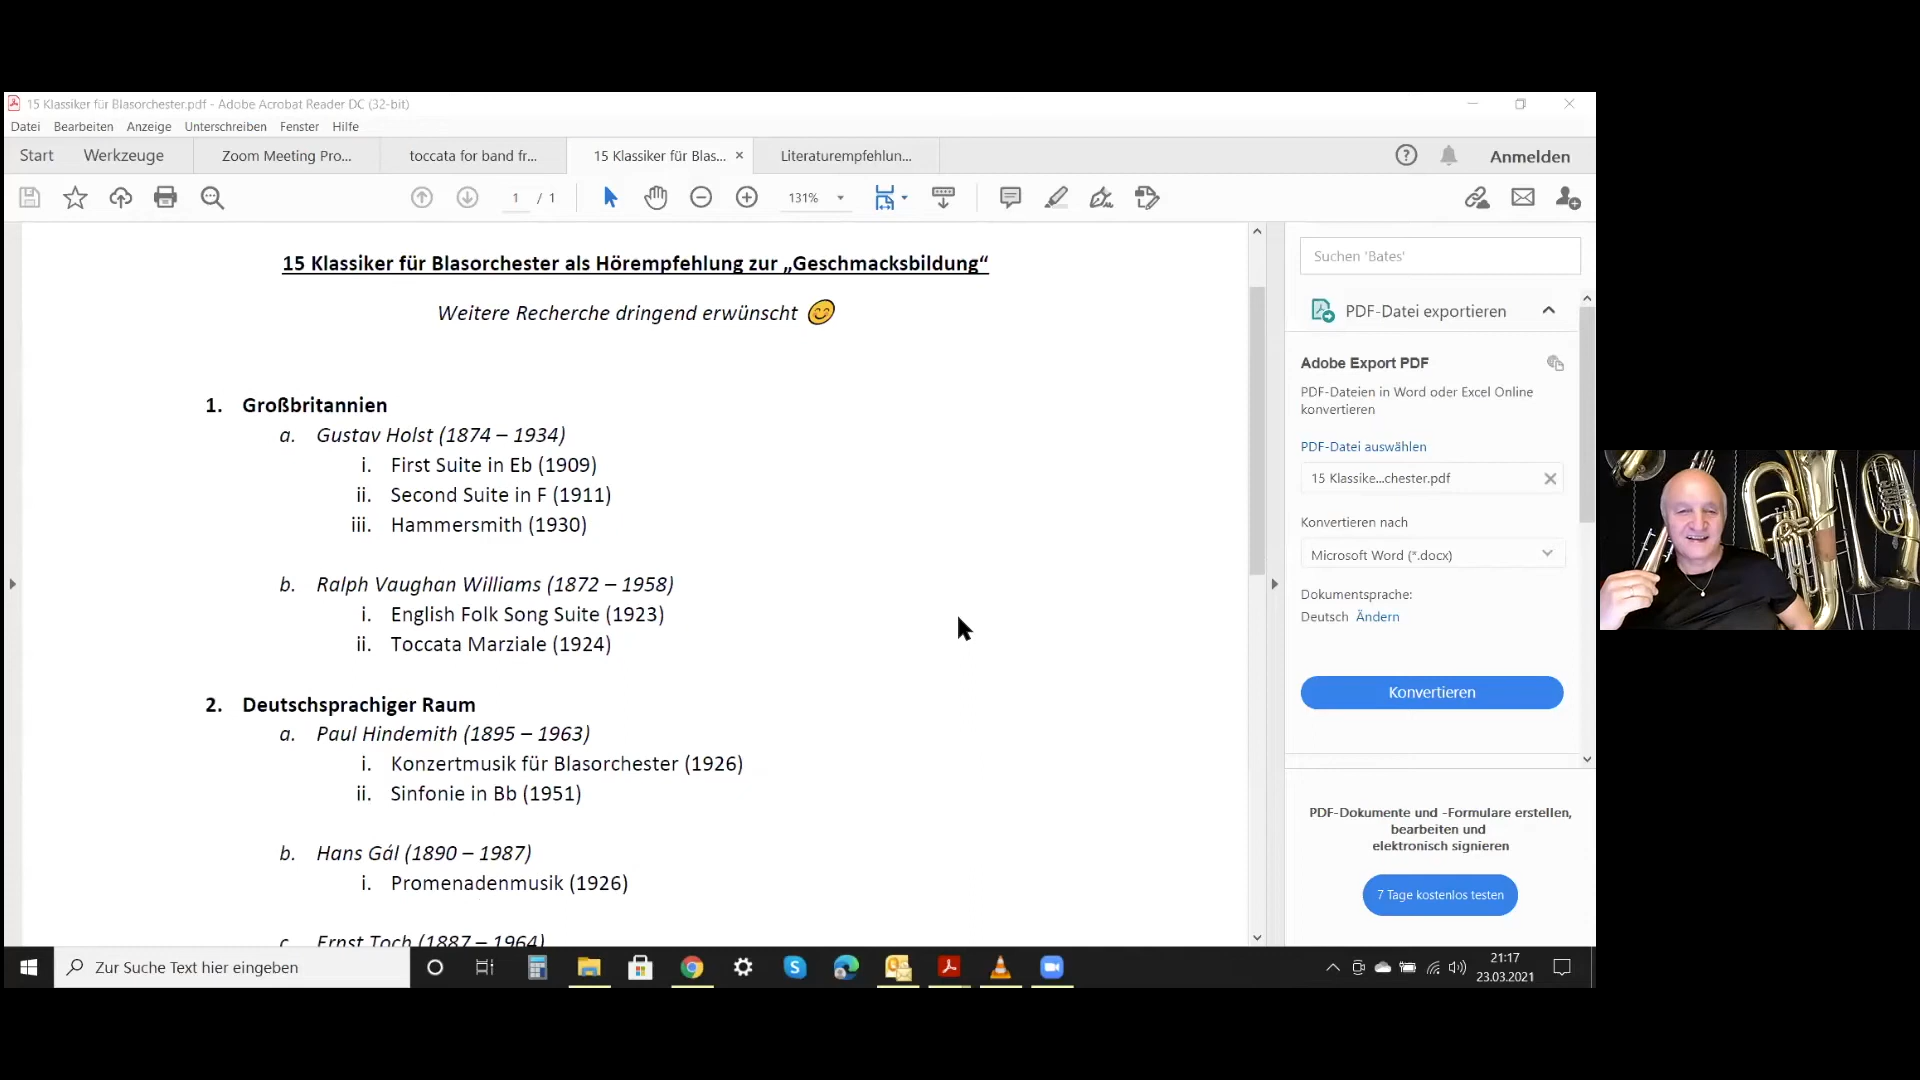 15 Klassiker für Blasorchester.pdf - Adobe Acrobat Reader DC (32-bit)
Datei Bearbeiten Anzeige Unterschreiben Fenster Hilfe
Start Werkzeuge Zoom Meeting Pro... toccata for band fr... 15 Klassiker für Blas... × Literaturempfehlun... Anmelden
1 / 1 131%
15 Klassiker für Blasorchester als Hörempfehlung zur „Geschmacksbildung“
Weitere Recherche dringend erwünscht 😊
1. Großbritannien
a. Gustav Holst (1874 – 1934)
i. First Suite in Eb (1909)
ii. Second Suite in F (1911)
iii. Hammersmith (1930)
b. Ralph Vaughan Williams (1872 – 1958)
i. English Folk Song Suite (1923)
ii. Toccata Marziale (1924)
2. Deutschsprachiger Raum
a. Paul Hindemith (1895 – 1963)
i. Konzertmusik für Blasorchester (1926)
ii. Sinfonie in Bb (1951)
b. Hans Gál (1890 – 1987)
i. Promenadenmusik (1926)
c. Ernst Toch (1887 – 1964)
Suchen 'Bates'
PDF-Datei exportieren
Adobe Export PDF
PDF-Dateien in Word oder Excel Online
konvertieren
PDF-Datei auswählen
15 Klassike...chester.pdf
Konvertieren nach
Microsoft Word (*.docx)
Dokumentsprache:
Deutsch Ändern
Konvertieren
PDF-Dokumente und -Formulare erstellen,
bearbeiten und
elektronisch signieren
7 Tage kostenlos testen
Zur Suche Text hier eingeben
21:17
23.03.2021